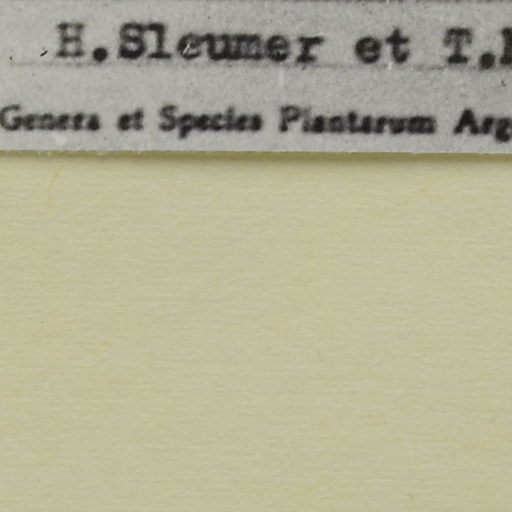 H. Sleumer et T.
Genera et Species Plantarum Arg